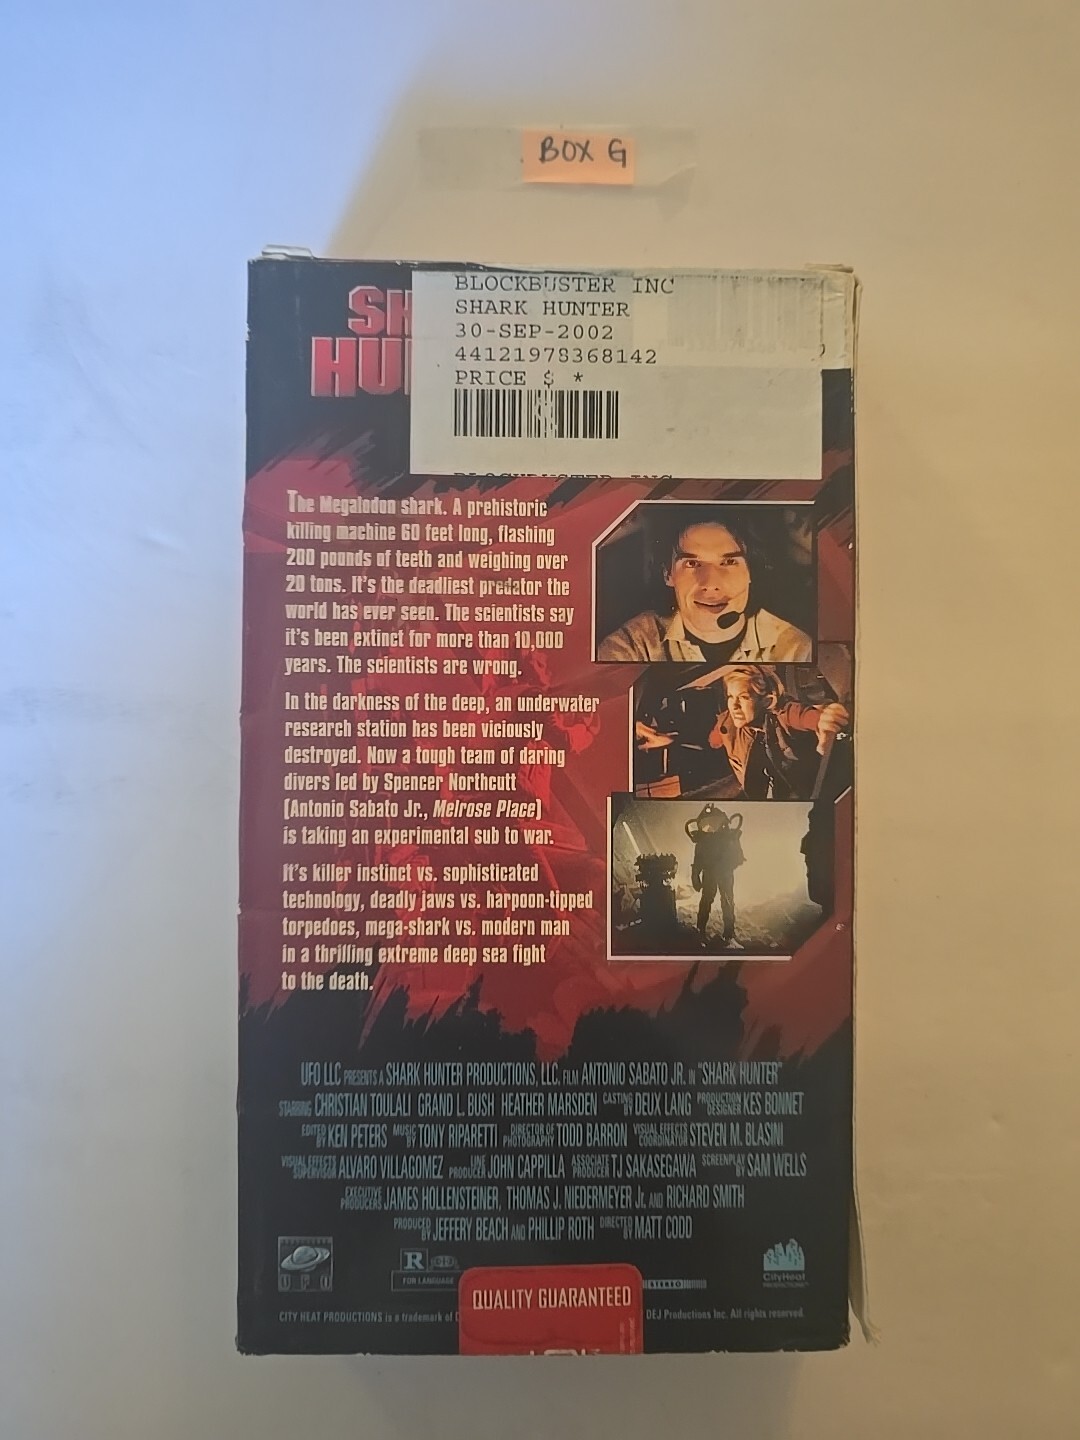 BOX G
BLOCKBUSTER INC
SHARK HUNTER
30-SEP-2002
44121978368142
PRICE $ *
BLOCKBUSTER INC
SH
HU
The Megalodon shark. A prehistoric
killing machine 60 feet long, flashing
200 pounds of teeth and weighing over
20 tons. It's the deadliest predator the
world has ever seen. The scientists say
it's been extinct for more than 10,000
years. The scientists are wrong.
In the darkness of the deep, an underwater
research station has been viciously
destroyed. Now a tough team of daring
divers led by Spencer Northcutt
(Antonio Sabato Jr., Melrose Place)
is taking an experimental sub to war.
It's killer instinct vs. sophisticated
technology, deadly jaws vs. harpoon-tipped
torpedoes, mega-shark vs. modern man
in a thrilling extreme deep sea fight
to the death.
UFO LLC PRESENTS A SHARK HUNTER PRODUCTIONS, LLC. FILM ANTONIO SABATO JR. IN "SHARK HUNTER"
STARRING CHRISTIAN TOULALI GRAND L. BUSH HEATHER MARSDEN CASTING BY DEUX LANG PRODUCTION DESIGNER KES BONNET
EDITED BY KEN PETERS MUSIC BY TONY RIPARETTI DIRECTOR OF PHOTOGRAPHY TODD BARRON VISUAL EFFECTS COORDINATOR STEVEN M. BLASINI
VISUAL EFFECTS SUPERVISOR ALVARO VILLAGOMEZ LINE PRODUCER JOHN CAPPILLA ASSOCIATE PRODUCER TJ SAKASEGAWA SCREENPLAY BY SAM WELLS
EXECUTIVE PRODUCERS JAMES HOLLENSTEINER, THOMAS J. NIEDERMEYER Jr. AND RICHARD SMITH
PRODUCED BY JEFFERY BEACH AND PHILLIP ROTH DIRECTED BY MATT CODD
UFO
R
FOR LANGUAGE
STEREO
CityHeat
PRODUCTIONS
QUALITY GUARANTEED
CITY HEAT PRODUCTIONS is a trademark of D
DEJ Productions Inc. All rights reserved.